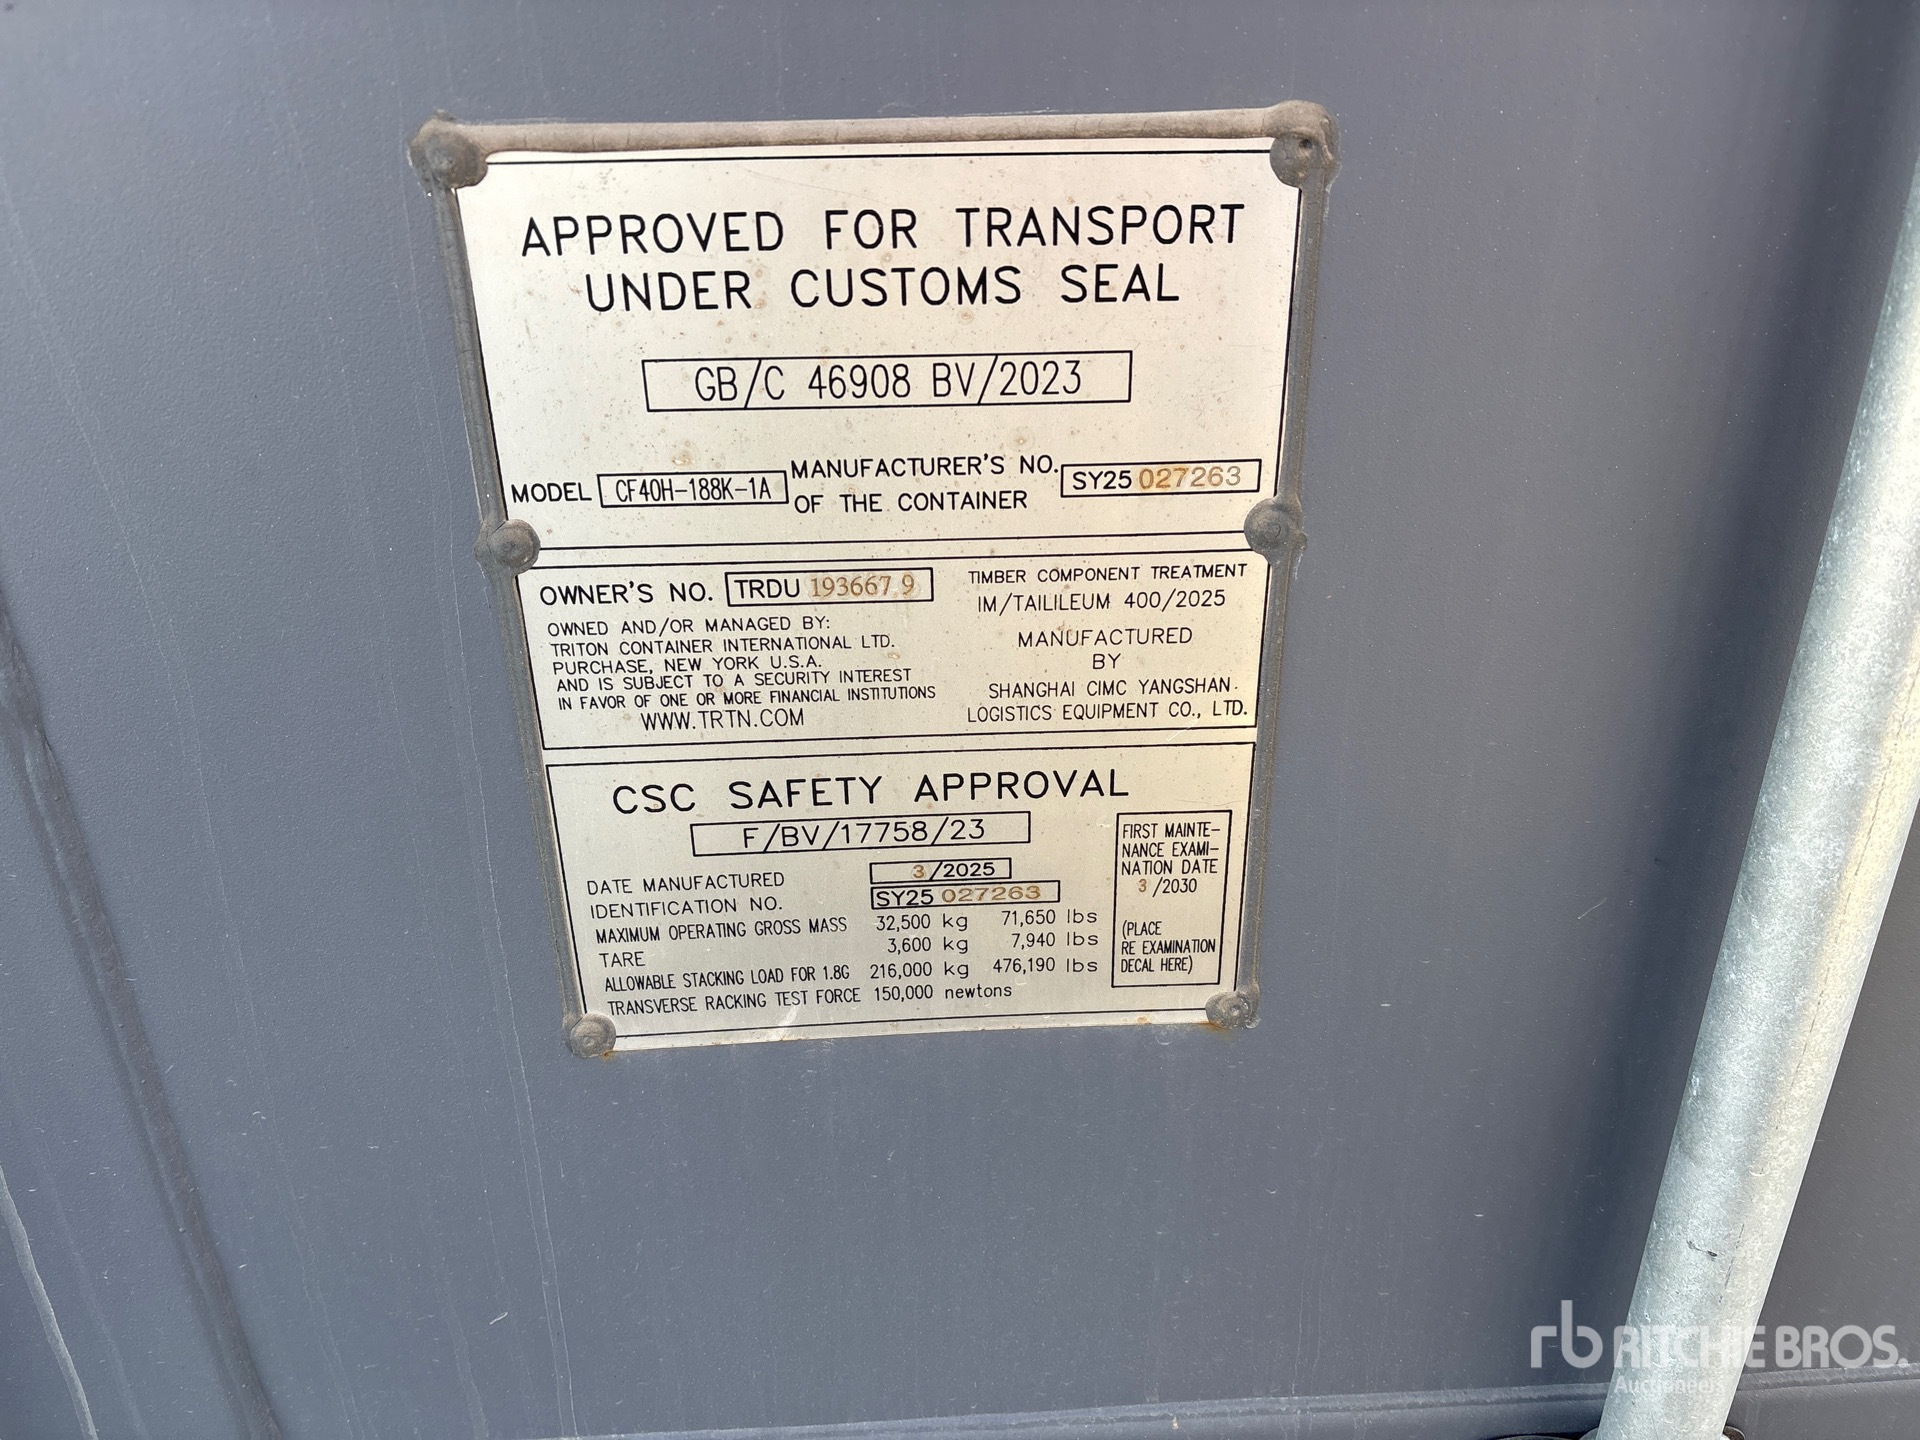 APPROVED FOR TRANSPORT
UNDER CUSTOMS SEAL
GB/C 46908 BV/2023
MODEL CF40H-188K-1A MANUFACTURER'S NO. OF THE CONTAINER SY25 027263
OWNER'S NO. TRDU 193667 9
OWNED AND/OR MANAGED BY:
TRITON CONTAINER INTERNATIONAL LTD.
PURCHASE, NEW YORK U.S.A.
AND IS SUBJECT TO A SECURITY INTEREST
IN FAVOR OF ONE OR MORE FINANCIAL INSTITUTIONS
WWW.TRTN.COM
TIMBER COMPONENT TREATMENT
IM/TAILILEUM 400/2025
MANUFACTURED
BY
SHANGHAI CIMC YANGSHAN
LOGISTICS EQUIPMENT CO., LTD.
CSC SAFETY APPROVAL
F/BV/17758/23
DATE MANUFACTURED 3/2025
IDENTIFICATION NO. SY25 027263
MAXIMUM OPERATING GROSS MASS 32,500 kg 71,650 lbs
TARE 3,600 kg 7,940 lbs
ALLOWABLE STACKING LOAD FOR 1.8G 216,000 kg 476,190 lbs
TRANSVERSE RACKING TEST FORCE 150,000 newtons
FIRST MAINTE-
NANCE EXAMI-
NATION DATE
3 /2030
(PLACE
RE EXAMINATION
DECAL HERE)
rb RITCHIE BROS.
Auctioneers